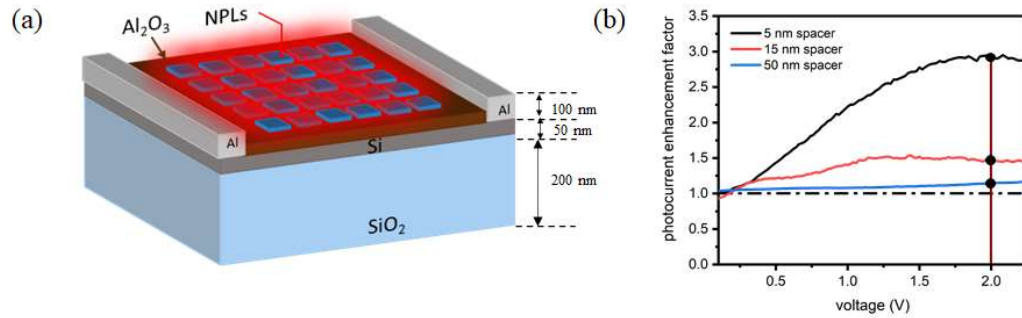 (a)
Al₂O₃
NPLs
Al
Al
100 nm
50 nm
Si
200 nm
SiO₂
(b)
photocurrent enhancement factor
3.5
3.0
2.5
2.0
1.5
1.0
0.5
0.0
5 nm spacer
15 nm spacer
50 nm spacer
0.5 1.0 1.5 2.0
voltage (V)